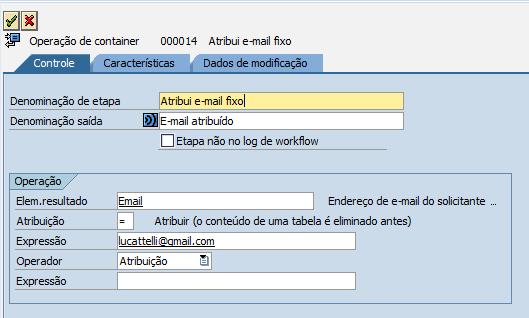 Operação de container 000014 Atribui e-mail fixo
Controle Características Dados de modificação
Denominação de etapa Atribui e-mail fixo
Denominação saída E-mail atribuído
Etapa não no log de workflow
Operação
Elem.resultado Email Endereço de e-mail do solicitante ...
Atribuição = Atribuir (o conteúdo de uma tabela é eliminado antes)
Expressão lucattelli@gmail.com
Operador Atribuição
Expressão